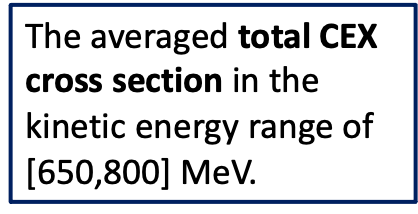 The averaged total CEX
cross section in the
kinetic energy range of
[650,800] MeV.